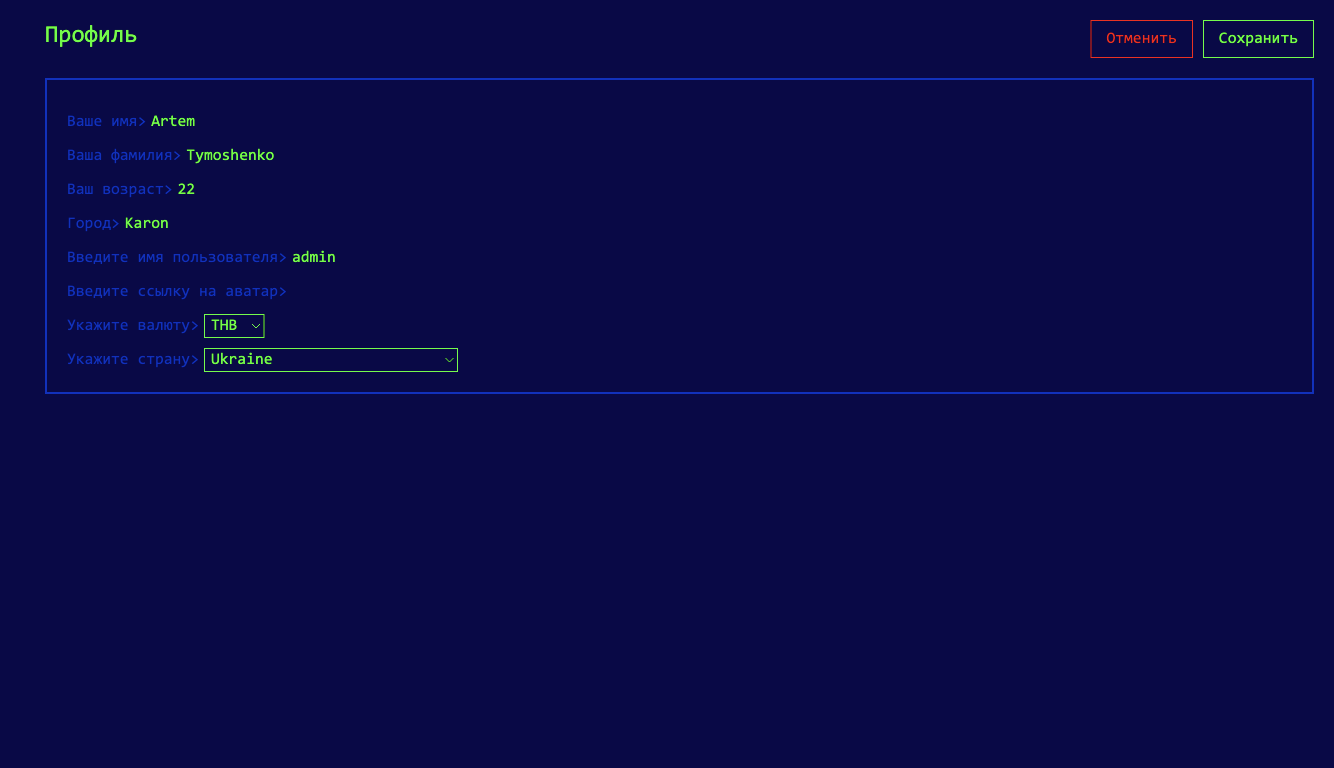 Профиль
Отменить
Сохранить
Ваше имя> Artem
Ваша фамилия> Tymoshenko
Ваш возраст> 22
Город> Karon
Введите имя пользователя> admin
Введите ссылку на аватар>
Укажите валюту> THB
Укажите страну> Ukraine